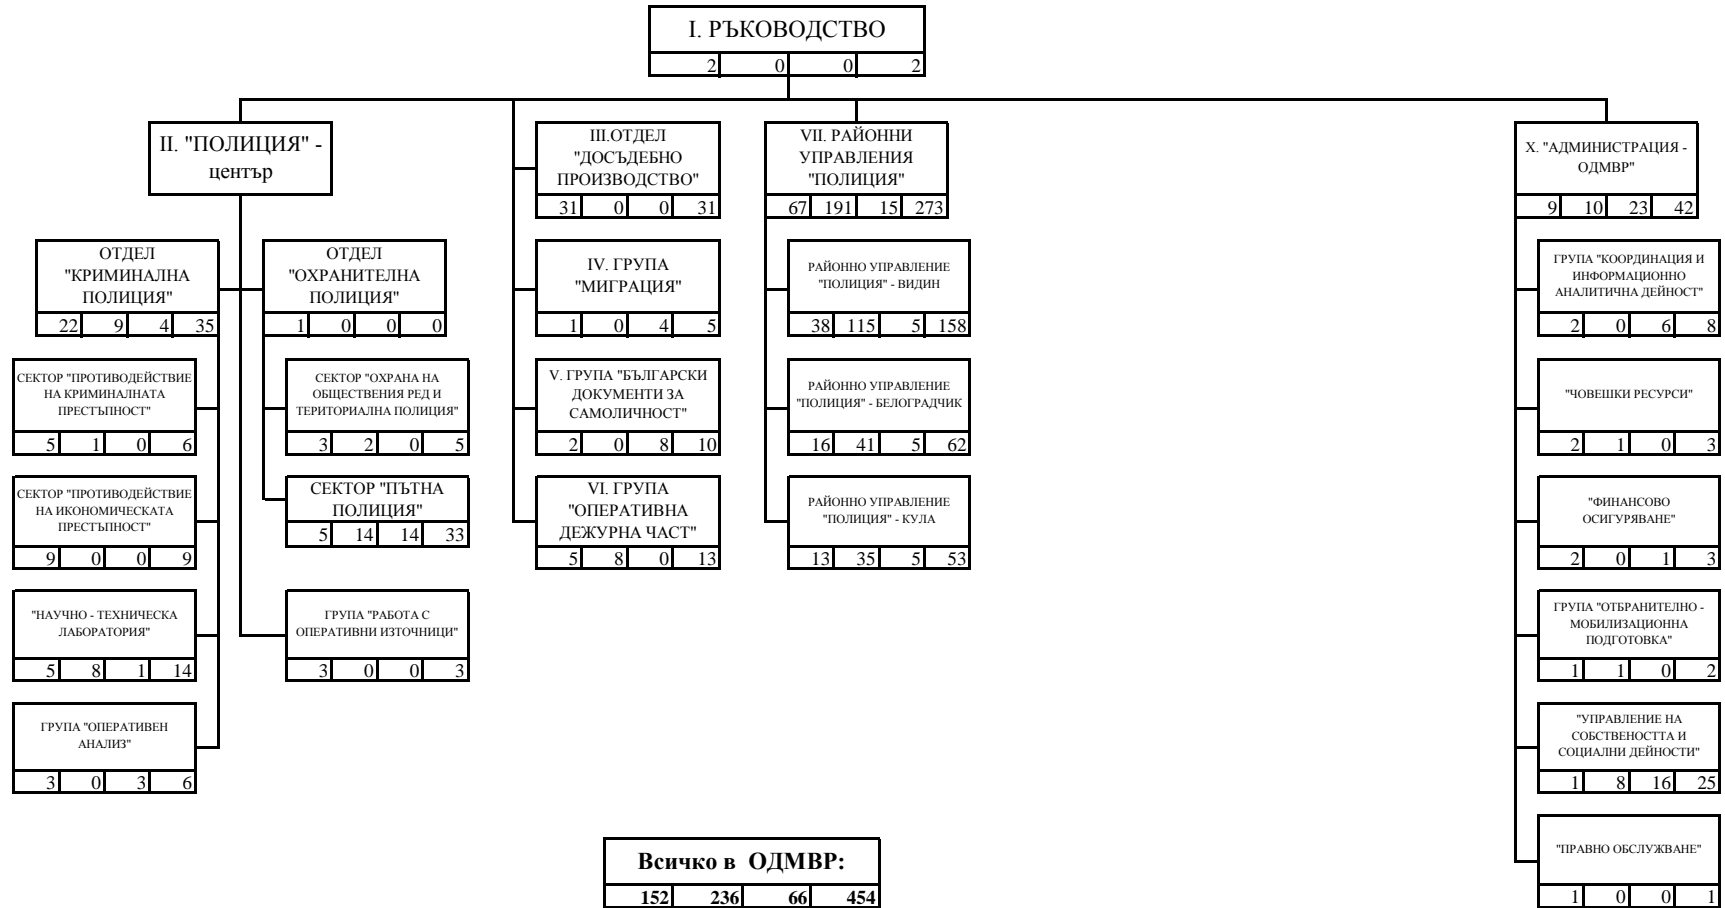 I. РЪКОВОДСТВО
2 0 0 2
II. "ПОЛИЦИЯ" -
център
ОТДЕЛ
"КРИМИНАЛНА
ПОЛИЦИЯ"
22 9 4 35
СЕКТОР "ПРОТИВОДЕЙСТВИЕ
НА КРИМИНАЛНАТА
ПРЕСТЪПНОСТ"
5 1 0 6
СЕКТОР "ПРОТИВОДЕЙСТВИЕ
НА ИКОНОМИЧЕСКАТА
ПРЕСТЪПНОСТ"
9 0 0 9
"НАУЧНО - ТЕХНИЧЕСКА
ЛАБОРАТОРИЯ"
5 8 1 14
ГРУПА "ОПЕРАТИВЕН
АНАЛИЗ"
3 0 3 6
ОТДЕЛ
"ОХРАНИТЕЛНА
ПОЛИЦИЯ"
1 0 0 0
СЕКТОР "ОХРАНА НА
ОБЩЕСТВЕНИЯ РЕД И
ТЕРИТОРИАЛНА ПОЛИЦИЯ"
3 2 0 5
СЕКТОР "ПЪТНА
ПОЛИЦИЯ"
5 14 14 33
ГРУПА "РАБОТА С
ОПЕРАТИВНИ ИЗТОЧНИЦИ"
3 0 0 3
III.ОТДЕЛ
"ДОСЪДЕБНО
ПРОИЗВОДСТВО"
31 0 0 31
IV. ГРУПА
"МИГРАЦИЯ"
1 0 4 5
V. ГРУПА "БЪЛГАРСКИ
ДОКУМЕНТИ ЗА
САМОЛИЧНОСТ"
2 0 8 10
VI. ГРУПА
"ОПЕРАТИВНА
ДЕЖУРНА ЧАСТ"
5 8 0 13
VII. РАЙОННИ
УПРАВЛЕНИЯ
"ПОЛИЦИЯ"
67 191 15 273
РАЙОННО УПРАВЛЕНИЕ
"ПОЛИЦИЯ" - ВИДИН
38 115 5 158
РАЙОННО УПРАВЛЕНИЕ
"ПОЛИЦИЯ" - БЕЛОГРАДЧИК
16 41 5 62
РАЙОННО УПРАВЛЕНИЕ
"ПОЛИЦИЯ" - КУЛА
13 35 5 53
X. "АДМИНИСТРАЦИЯ -
ОДМВР"
9 10 23 42
ГРУПА "КООРДИНАЦИЯ И
ИНФОРМАЦИОННО
АНАЛИТИЧНА ДЕЙНОСТ"
2 0 6 8
"ЧОВЕШКИ РЕСУРСИ"
2 1 0 3
"ФИНАНСОВО
ОСИГУРЯВАНЕ"
2 0 1 3
ГРУПА "ОТБРАНИТЕЛНО -
МОБИЛИЗАЦИОННА
ПОДГОТОВКА"
1 1 0 2
"УПРАВЛЕНИЕ НА
СОБСТВЕНОСТТА И
СОЦИАЛНИ ДЕЙНОСТИ"
1 8 16 25
"ПРАВНО ОБСЛУЖВАНЕ"
1 0 0 1
Всичко в ОДМВР:
152 236 66 454